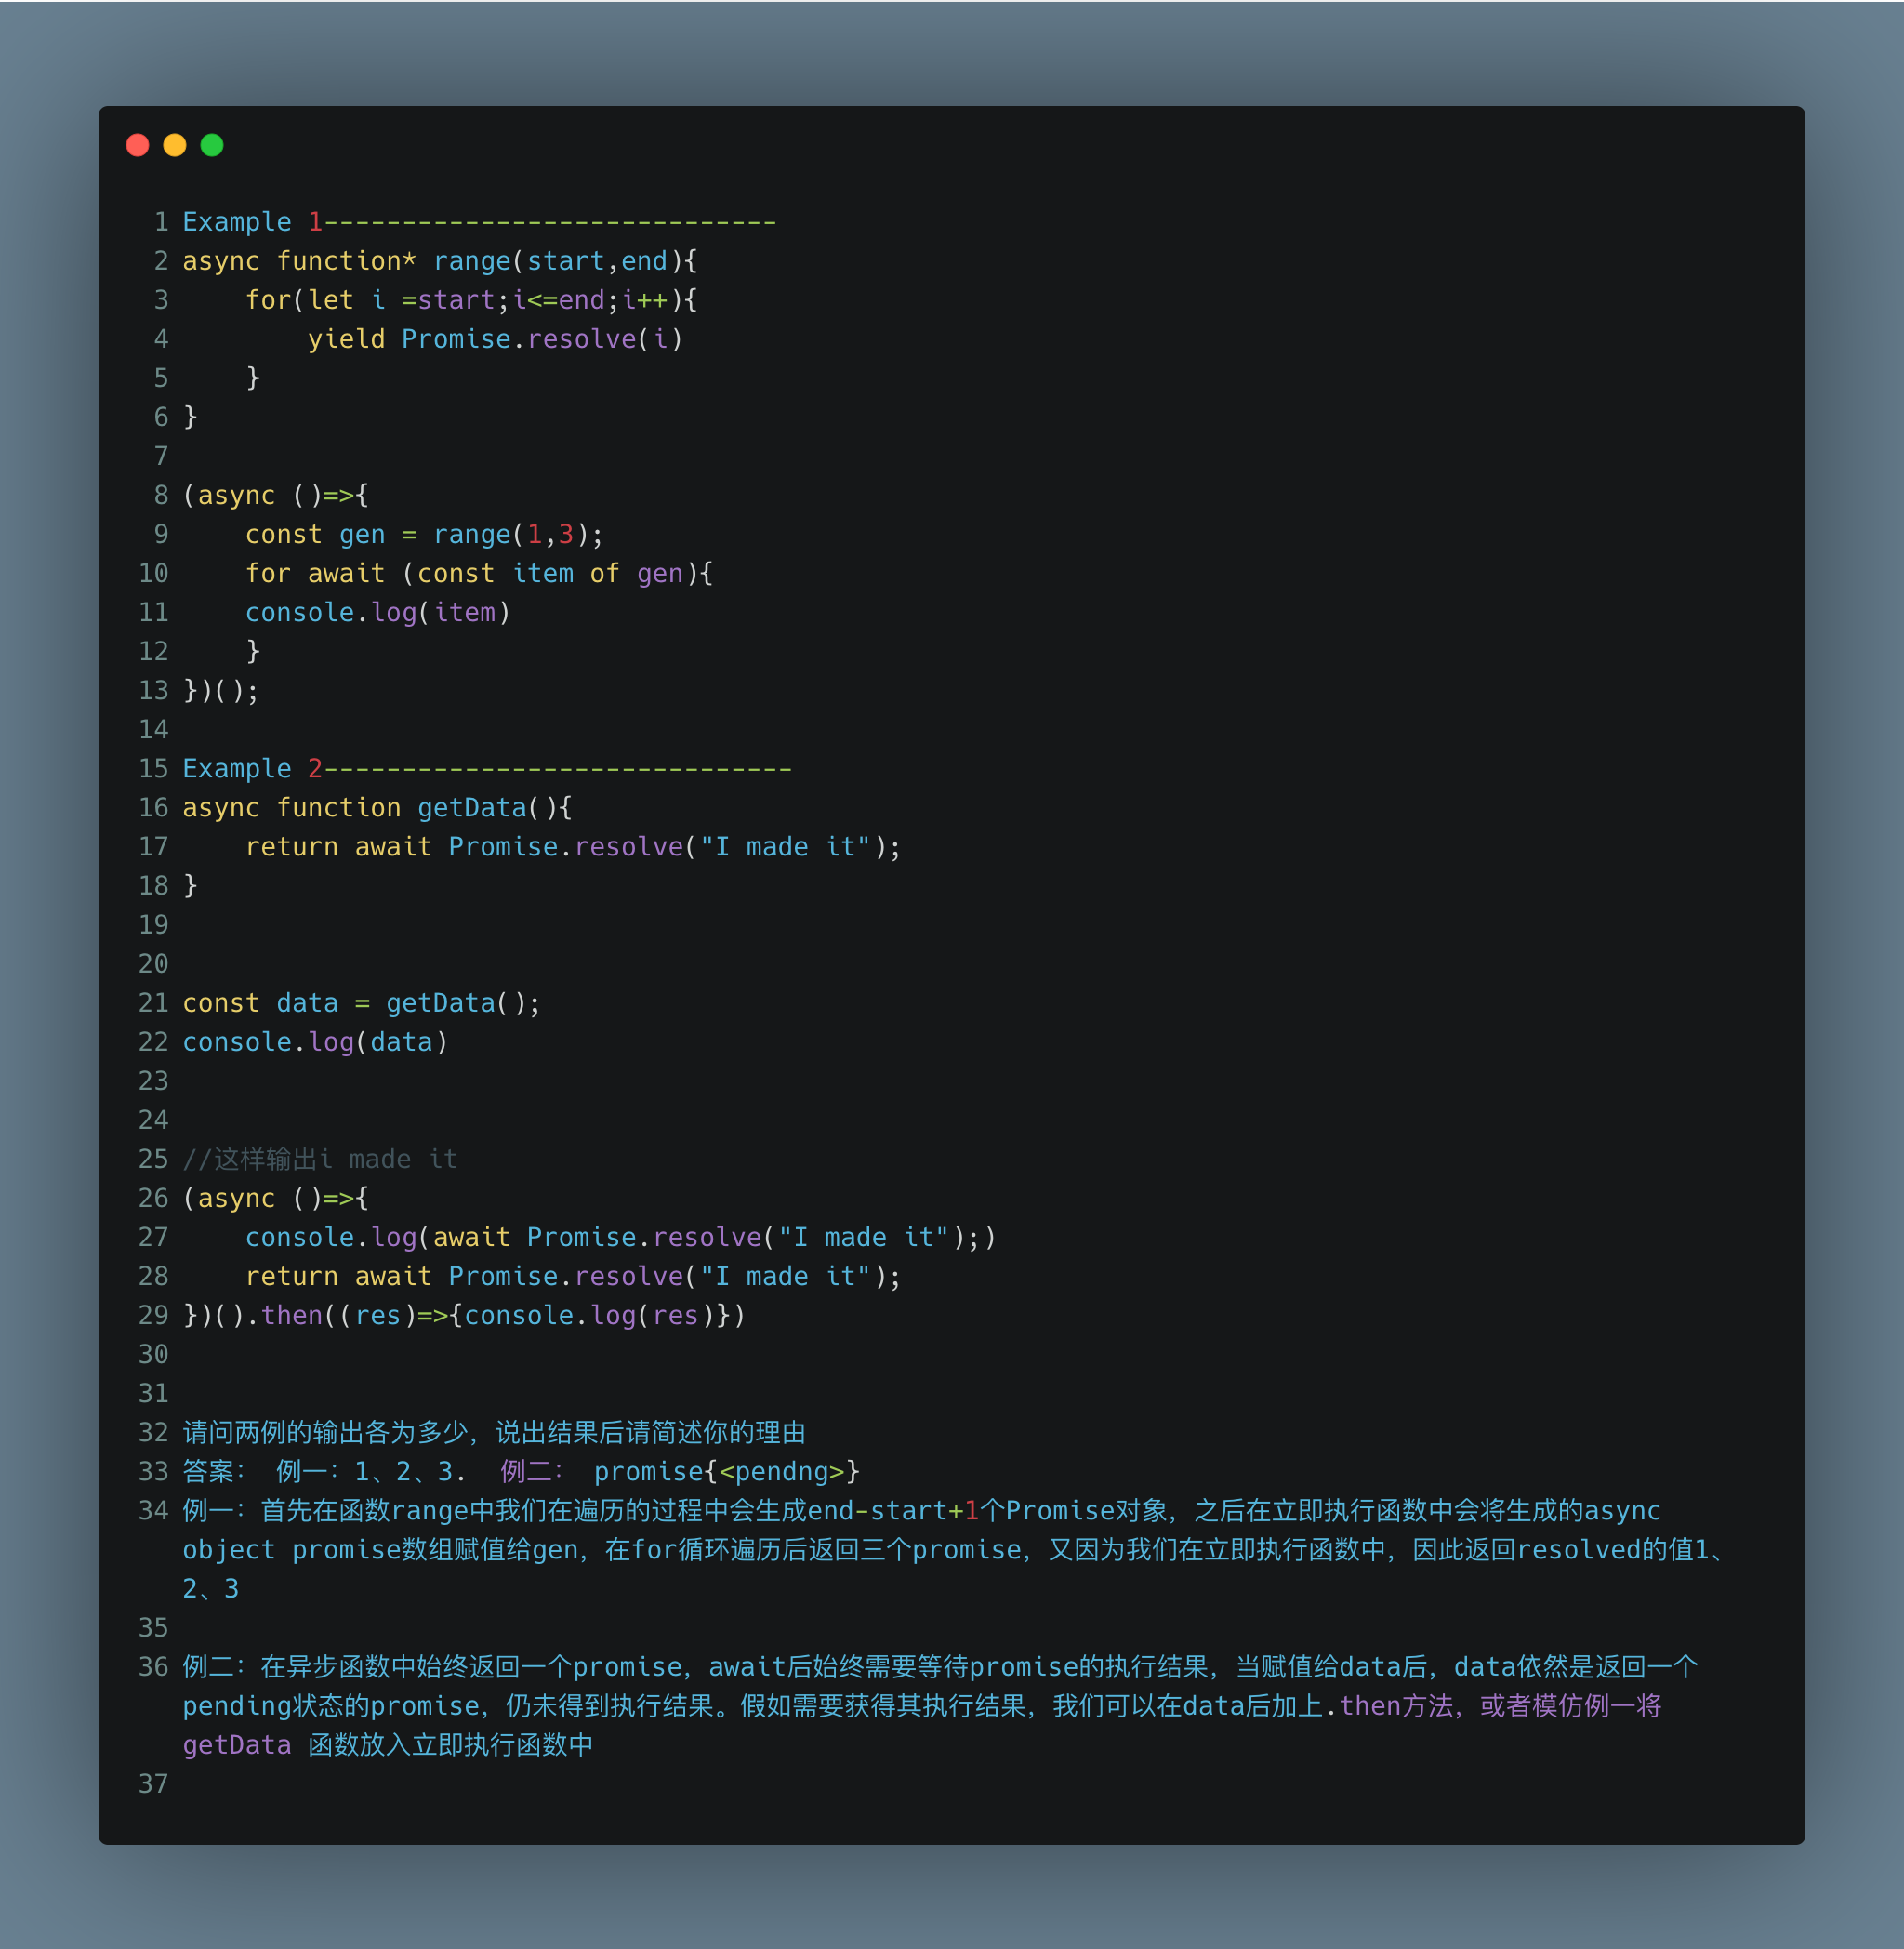 1 Example 1-----------------------------
2 async function* range(start,end){
3     for(let i =start;i<=end;i++){
4         yield Promise.resolve(i)
5     }
6 }
7
8 (async ()=>{
9     const gen = range(1,3);
10     for await (const item of gen){
11     console.log(item)
12     }
13 })();
14
15 Example 2------------------------------
16 async function getData(){
17     return await Promise.resolve("I made it");
18 }
19
20
21 const data = getData();
22 console.log(data)
23
24
25 //这样输出i made it
26 (async ()=>{
27     console.log(await Promise.resolve("I made it");)
28     return await Promise.resolve("I made it");
29 })().then((res)=>{console.log(res)})
30
31
32 请问两例的输出各为多少，说出结果后请简述你的理由
33 答案： 例一：1、2、3.  例二： promise{<pendng>}
34 例一：首先在函数range中我们在遍历的过程中会生成end-start+1个Promise对象，之后在立即执行函数中会将生成的async
object promise数组赋值给gen，在for循环遍历后返回三个promise，又因为我们在立即执行函数中，因此返回resolved的值1、
2、3
35
36 例二：在异步函数中始终返回一个promise，await后始终需要等待promise的执行结果，当赋值给data后，data依然是返回一个
pending状态的promise，仍未得到执行结果。假如需要获得其执行结果，我们可以在data后加上.then方法，或者模仿例一将
getData 函数放入立即执行函数中
37